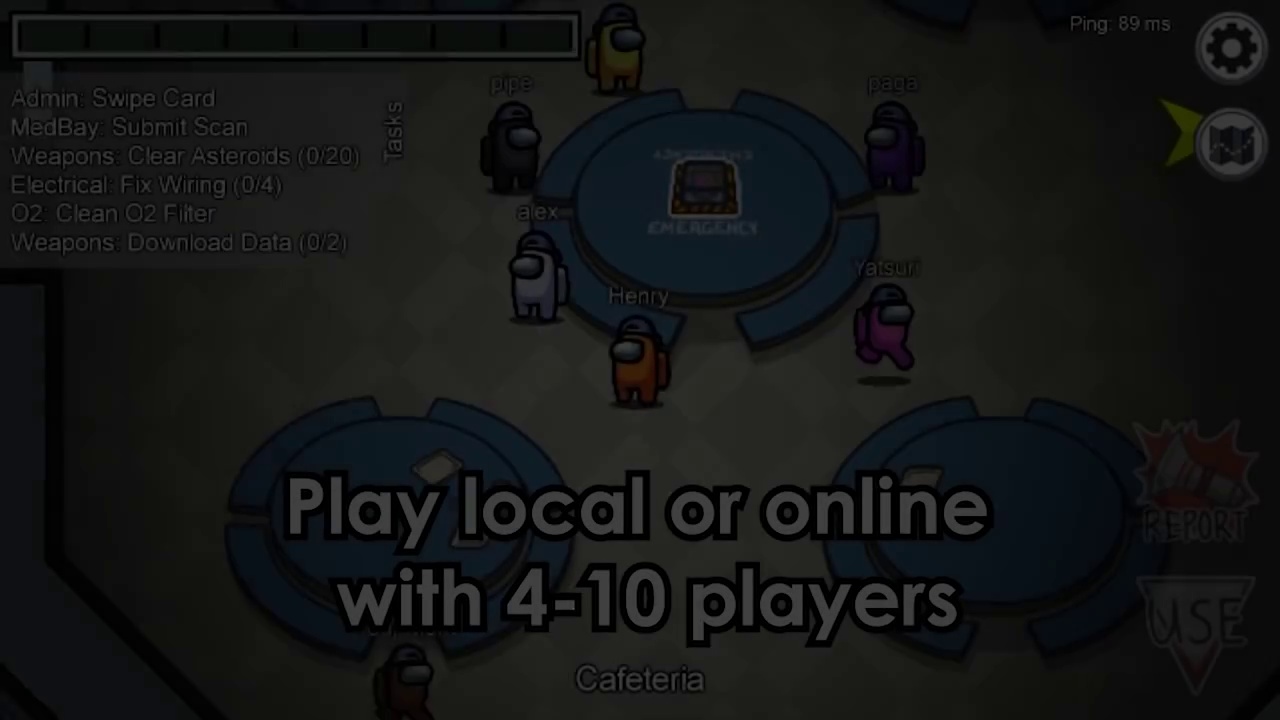 Ping: 89 ms
pipe
paga
Admin: Swipe Card
MedBay: Submit Scan
Weapons: Clear Asteroids (0/20)
Electrical: Fix Wiring (0/4)
O2: Clean O2 Filter
Weapons: Download Data (0/2)
Tasks
alex
EMERGENCY
Yatsuri
Henry
Play local or online
with 4-10 players
REPORT
USE
Cafeteria